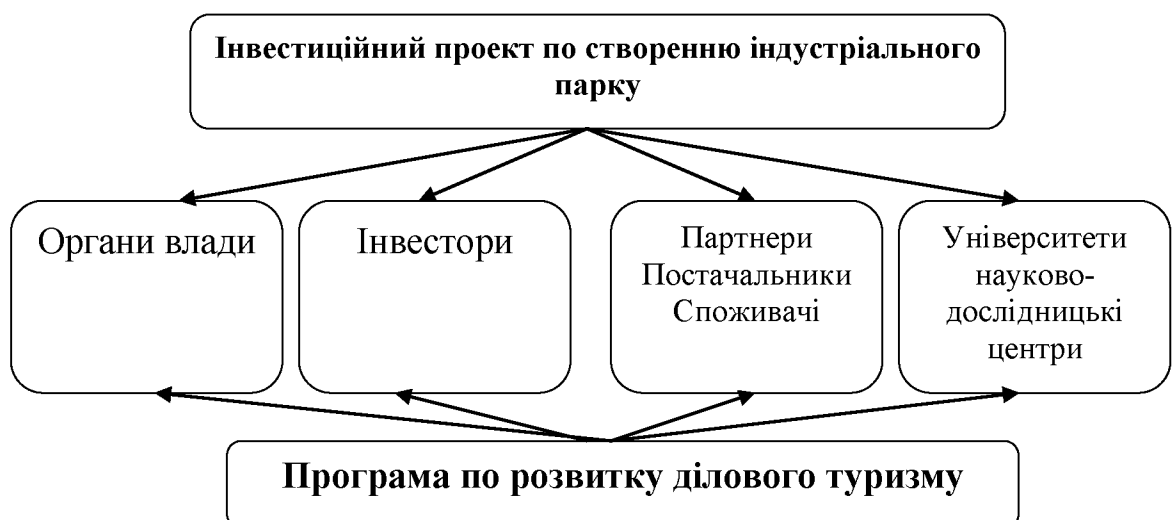 Інвестиційний проект по створенню індустріального
парку
Органи влади
Інвестори
Партнери
Постачальники
Споживачі
Університети
науково-
дослідницькі
центри
Програма по розвитку ділового туризму